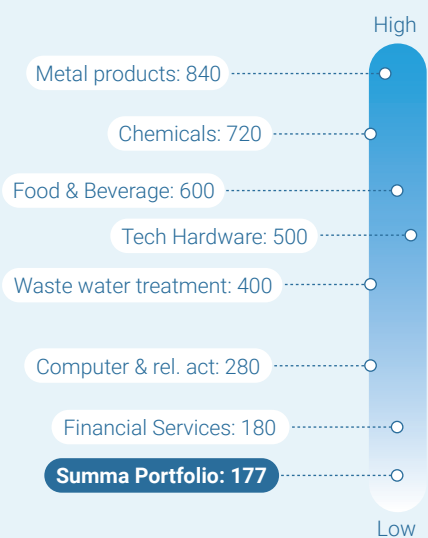 High
Metal products: 840
Chemicals: 720
Food & Beverage: 600
Tech Hardware: 500
Waste water treatment: 400
Computer & rel. act: 280
Financial Services: 180
Summa Portfolio: 177
Low